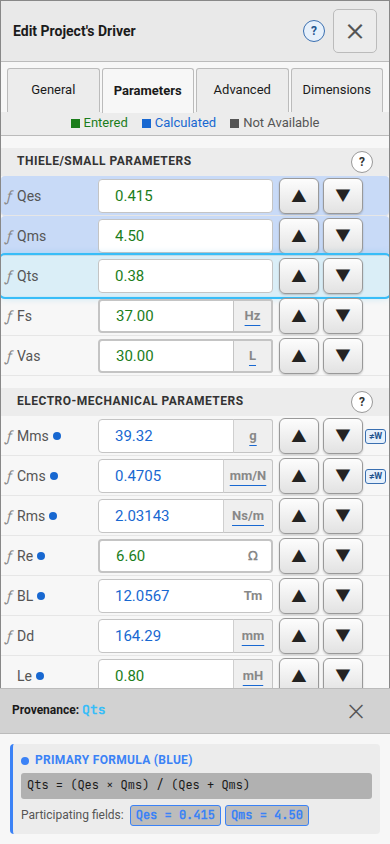 Edit Project's Driver ?
General Parameters Advanced Dimensions
Entered Calculated Not Available
THIELE/SMALL PARAMETERS ?
ƒ Qes 0.415 ▲ ▼
ƒ Qms 4.50 ▲ ▼
ƒ Qts 0.38 ▲ ▼
ƒ Fs 37.00 Hz ▲ ▼
ƒ Vas 30.00 L ▲ ▼
ELECTRO-MECHANICAL PARAMETERS ?
ƒ Mms 39.32 g ▲ ▼ ≠W
ƒ Cms 0.4705 mm/N ▲ ▼ ≠W
ƒ Rms 2.03143 Ns/m ▲ ▼
ƒ Re 6.60 Ω ▲ ▼
ƒ BL 12.0567 Tm ▲ ▼
ƒ Dd 164.29 mm ▲ ▼
Le 0.80 mH ▲ ▼
Provenance: Qts
PRIMARY FORMULA (BLUE)
Qts = (Qes × Qms) / (Qes + Qms)
Participating fields: Qes = 0.415 Qms = 4.50